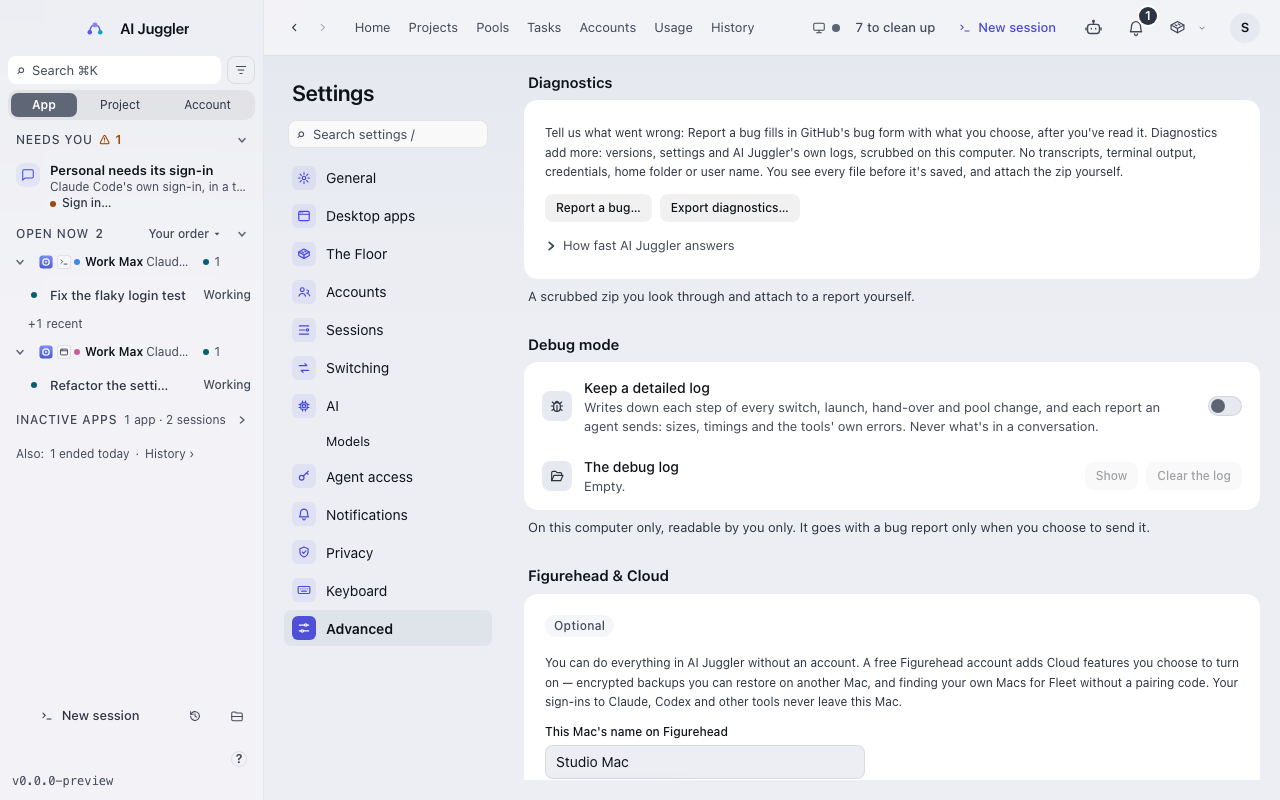 AI Juggler
Search ⌘K
App
Project
Account
NEEDS YOU 1
Personal needs its sign-in
Claude Code's own sign-in, in a t…
Sign in…
OPEN NOW 2
Your order
Work Max Claud… 1
Fix the flaky login test Working
+1 recent
Work Max Claud… 1
Refactor the setti… Working
INACTIVE APPS 1 app · 2 sessions
Also: 1 ended today · History ›
New session
?
v0.0.0-preview
Home
Projects
Pools
Tasks
Accounts
Usage
History
7 to clean up
New session
1
S
Settings
Search settings /
General
Desktop apps
The Floor
Accounts
Sessions
Switching
AI
Models
Agent access
Notifications
Privacy
Keyboard
Advanced
Diagnostics
Tell us what went wrong: Report a bug fills in GitHub's bug form with what you choose, after you've read it. Diagnostics
add more: versions, settings and AI Juggler's own logs, scrubbed on this computer. No transcripts, terminal output,
credentials, home folder or user name. You see every file before it's saved, and attach the zip yourself.
Report a bug…
Export diagnostics…
How fast AI Juggler answers
A scrubbed zip you look through and attach to a report yourself.
Debug mode
Keep a detailed log
Writes down each step of every switch, launch, hand-over and pool change, and each report an
agent sends: sizes, timings and the tools' own errors. Never what's in a conversation.
The debug log
Empty.
Show
Clear the log
On this computer only, readable by you only. It goes with a bug report only when you choose to send it.
Figurehead & Cloud
Optional
You can do everything in AI Juggler without an account. A free Figurehead account adds Cloud features you choose to turn
on — encrypted backups you can restore on another Mac, and finding your own Macs for Fleet without a pairing code. Your
sign-ins to Claude, Codex and other tools never leave this Mac.
This Mac's name on Figurehead
Studio Mac